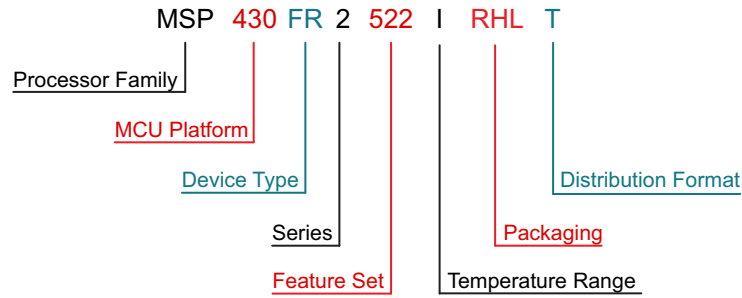 MSP 430 FR 2 522 I RHL T
Processor Family
MCU Platform
Device Type Distribution Format
Series Packaging
Feature Set Temperature Range